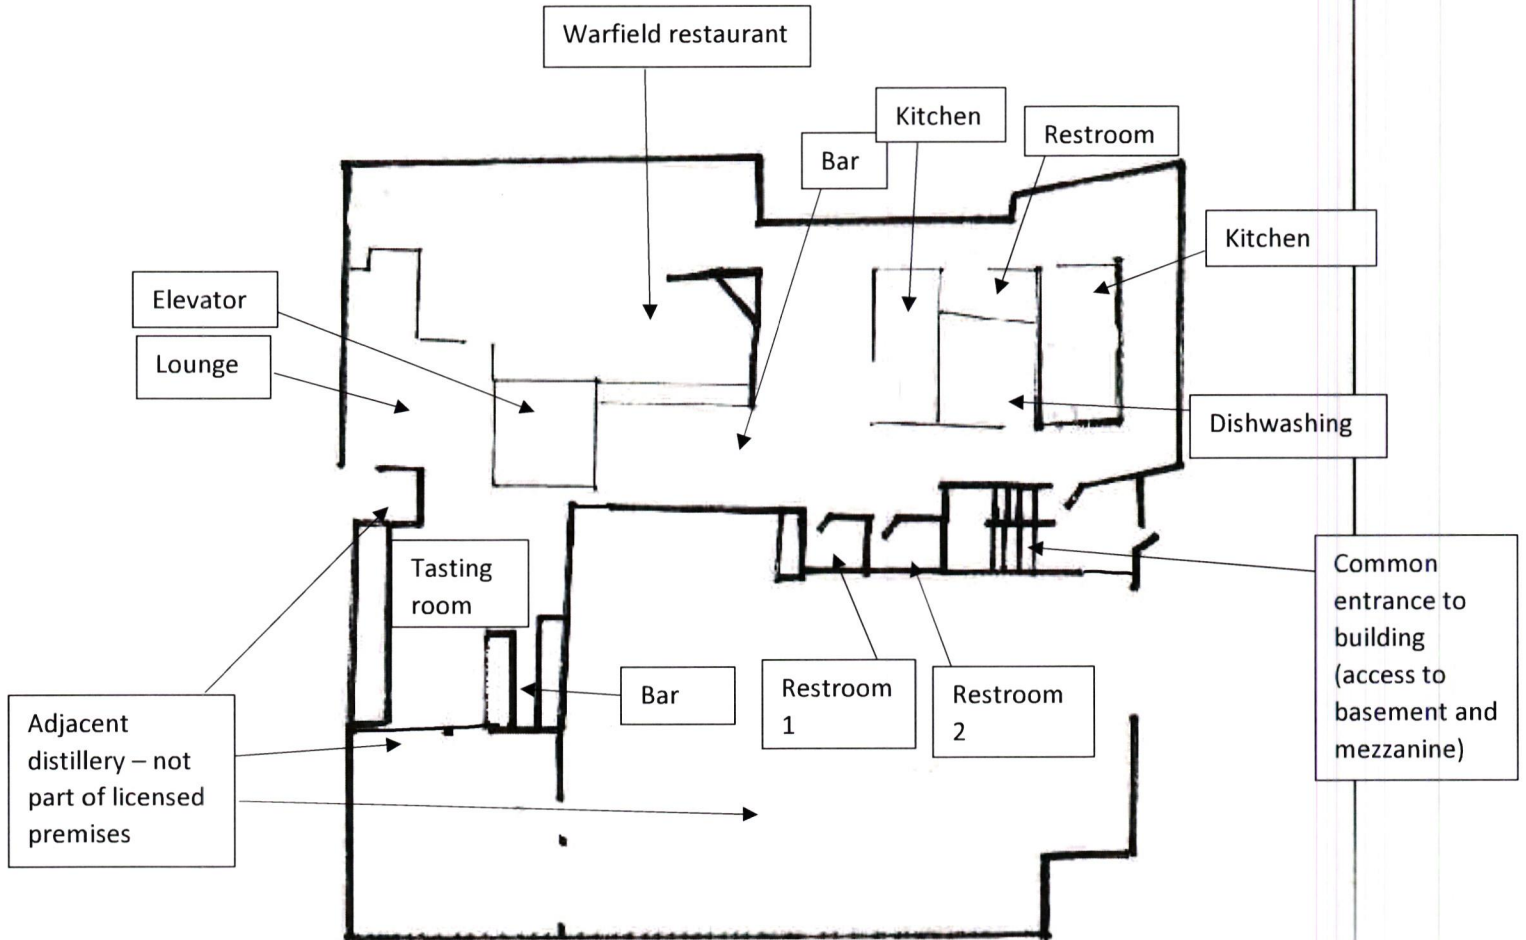 Warfield restaurant
Kitchen
Restroom
Bar
Kitchen
Elevator
Lounge
Dishwashing
Tasting
room
Common
entrance to
building
(access to
basement and
mezzanine)
Bar
Restroom
1
Restroom
2
Adjacent
distillery – not
part of licensed
premises